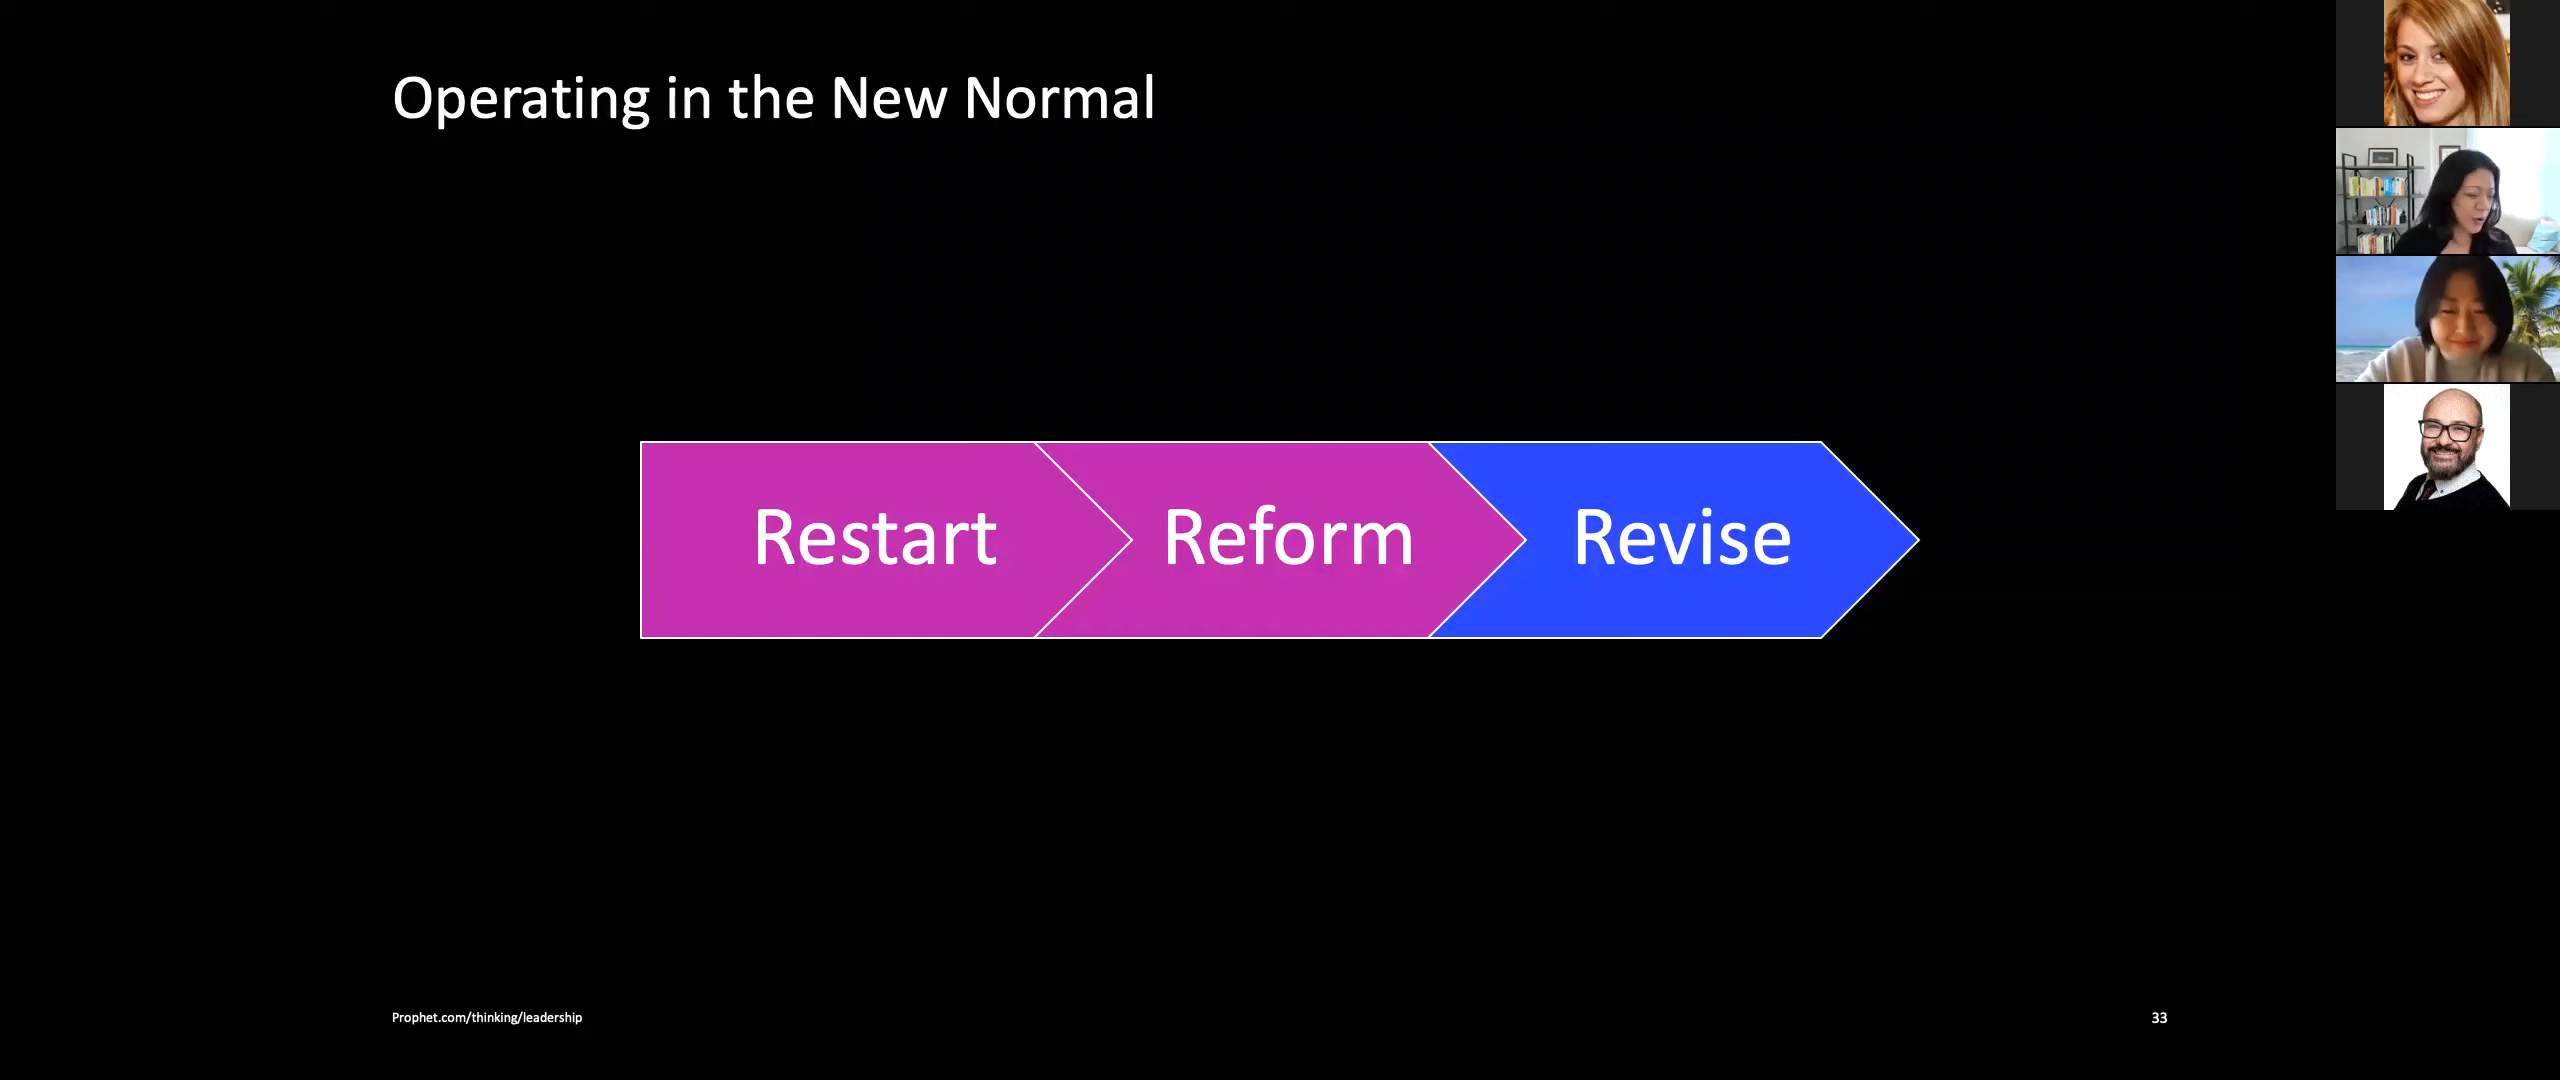 Operating in the New Normal
Restart
Reform
Revise
Prophet.com/thinking/leadership
33